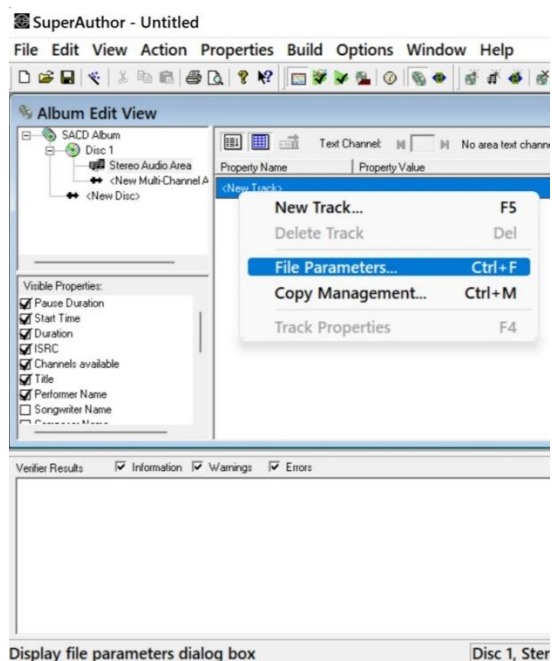 SuperAuthor - Untitled
File Edit View Action Properties Build Options Window Help
Album Edit View
SACD Album
Disc 1
Stereo Audio Area
<New Multi-Channel A
<New Disc>
Text Channel: No area text channe
Property Name Property Value
<New Track>
New Track... F5
Delete Track Del
File Parameters... Ctrl+F
Copy Management... Ctrl+M
Track Properties F4
Visible Properties:
Pause Duration
Start Time
Duration
ISRC
Channels available
Title
Performer Name
Songwriter Name
Verifier Results Information Warnings Errors
Display file parameters dialog box Disc 1, Ster